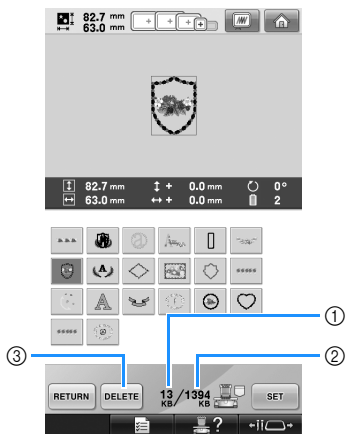 82.7 mm
63.0 mm
82.7 mm 0.0 mm 0°
63.0 mm 0.0 mm 2
A
A
③ ① ②
RETURN DELETE 13 KB / 1394 KB SET
?